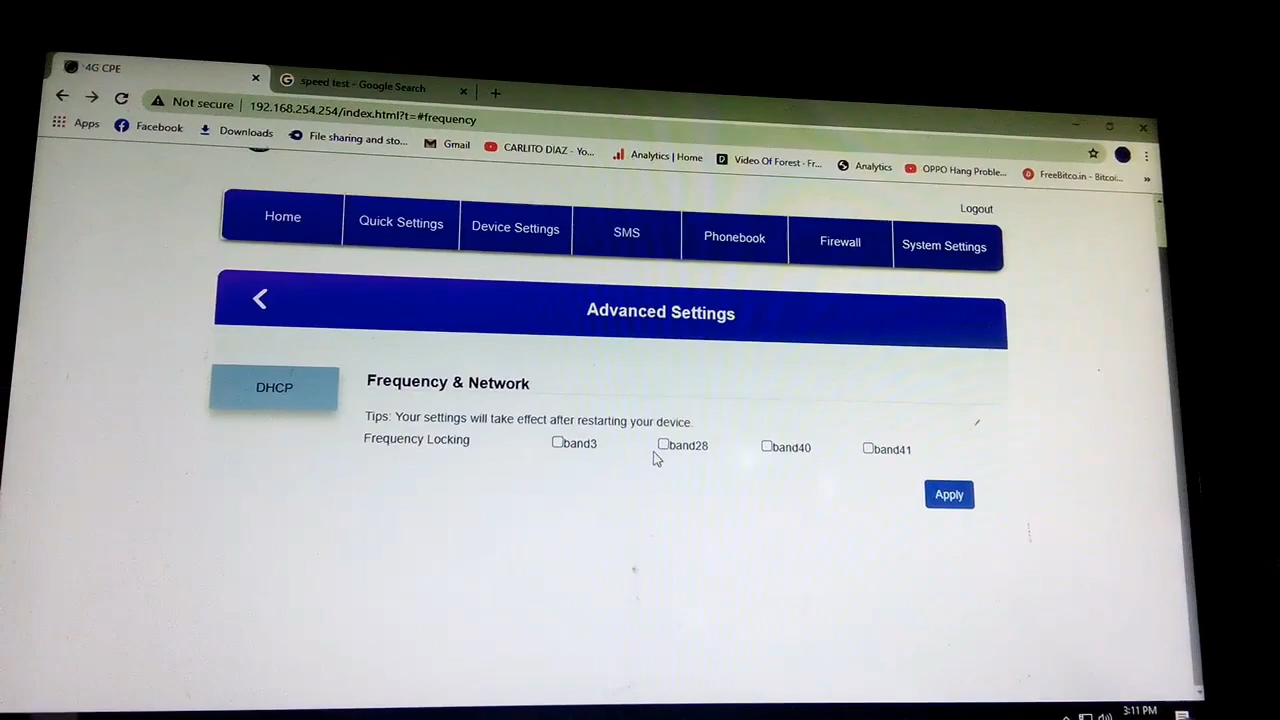 4G CPE
speed test - Google Search
Not secure
192.168.254.254/index.html?t=#frequency
Apps
Facebook
Downloads
File sharing and sto...
Gmail
CARLITO DIAZ - Yo...
Analytics | Home
Video Of Forest - Fr...
Analytics
OPPO Hang Proble...
FreeBitco.in - Bitcoi...
Logout
Home
Quick Settings
Device Settings
SMS
Phonebook
Firewall
System Settings
Advanced Settings
DHCP
Frequency & Network
Tips: Your settings will take effect after restarting your device.
Frequency Locking
band3
band28
band40
band41
Apply
3:11 PM